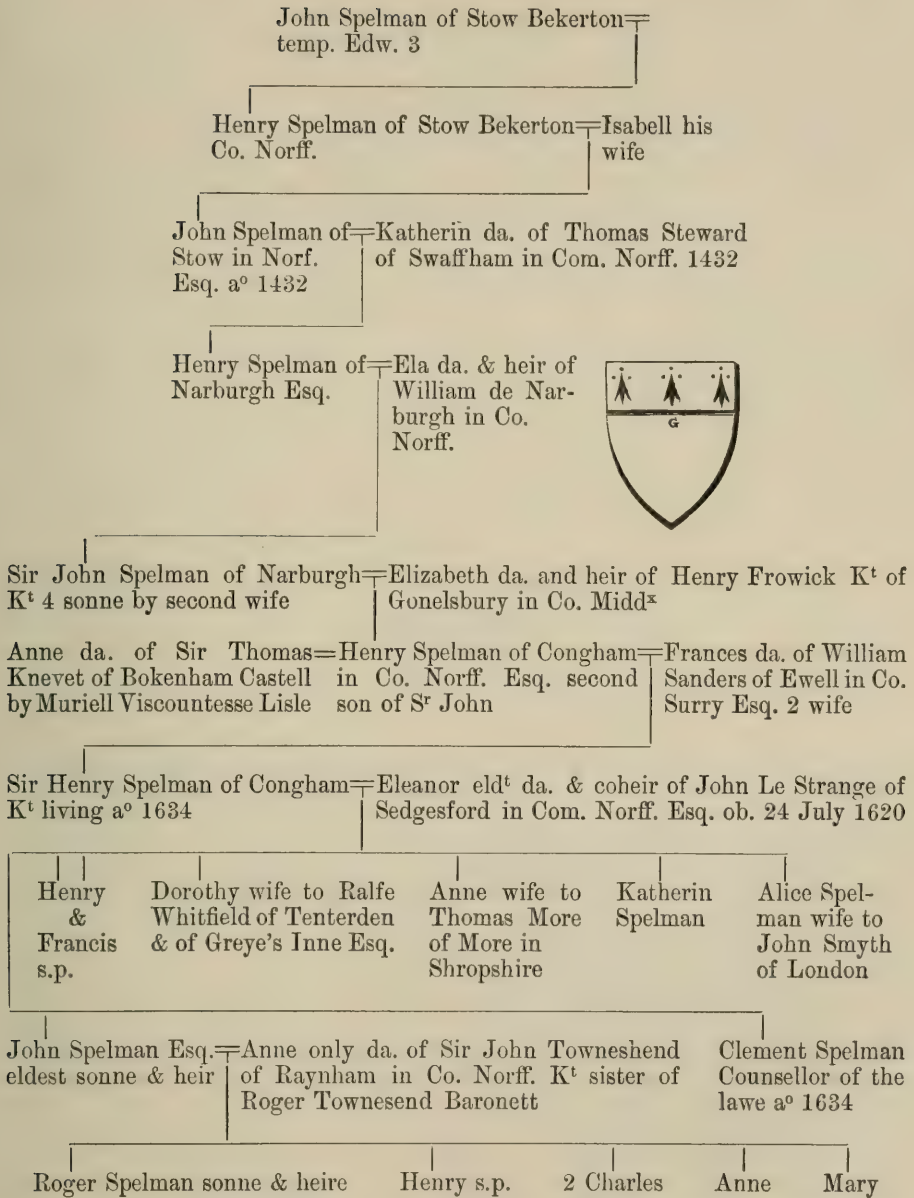 John Spelman of Stow Bekerton
temp. Edw. 3
Henry Spelman of Stow Bekerton
Co. Norff.
Isabell his
wife
John Spelman of
Stow in Norf.
Esq. aº 1432
Katherin da. of Thomas Steward
of Swaffham in Com. Norff. 1432
Henry Spelman of
Narburgh Esq.
Ela da. & heir of
William de Nar-
burgh in Co.
Norff.
G
Sir John Spelman of Narburgh
Kᵗ 4 sonne by second wife
Elizabeth da. and heir of Henry Frowick Kᵗ of
Gonelsbury in Co. Middˣ
Anne da. of Sir Thomas
Knevet of Bokenham Castell
by Muriell Viscountesse Lisle
Henry Spelman of Congham
in Co. Norff. Esq. second
son of Sʳ John
Frances da. of William
Sanders of Ewell in Co.
Surry Esq. 2 wife
Sir Henry Spelman of Congham
Kᵗ living aº 1634
Eleanor eldᵗ da. & coheir of John Le Strange of
Sedgesford in Com. Norff. Esq. ob. 24 July 1620
Henry
&
Francis
s.p.
Dorothy wife to Ralfe
Whitfield of Tenterden
& of Greye's Inne Esq.
Anne wife to
Thomas More
of More in
Shropshire
Katherin
Spelman
Alice Spel-
man wife to
John Smyth
of London
John Spelman Esq.
eldest sonne & heir
Anne only da. of Sir John Towneshend
of Raynham in Co. Norff. Kᵗ sister of
Roger Townesend Baronett
Clement Spelman
Counsellor of the
lawe aº 1634
Roger Spelman sonne & heire
Henry s.p.
2 Charles
Anne
Mary